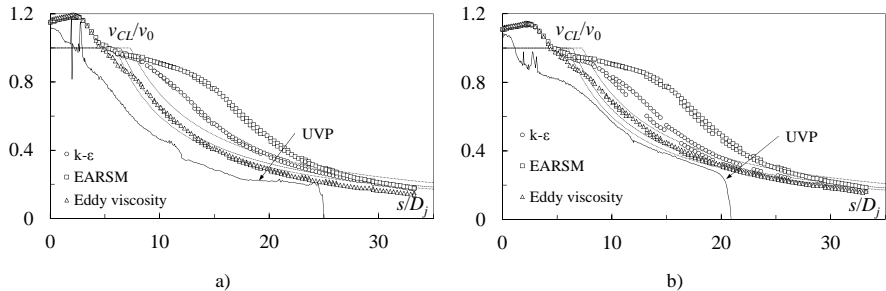 1.2
v_CL/v_0
0.8
UVP
k-ε
0.4
EARSM
Eddy viscosity
s/D_j
0
0 10 20 30
a)
1.2
v_CL/v_0
0.8
UVP
k-ε
0.4
EARSM
Eddy viscosity
s/D_j
0
0 10 20 30
b)